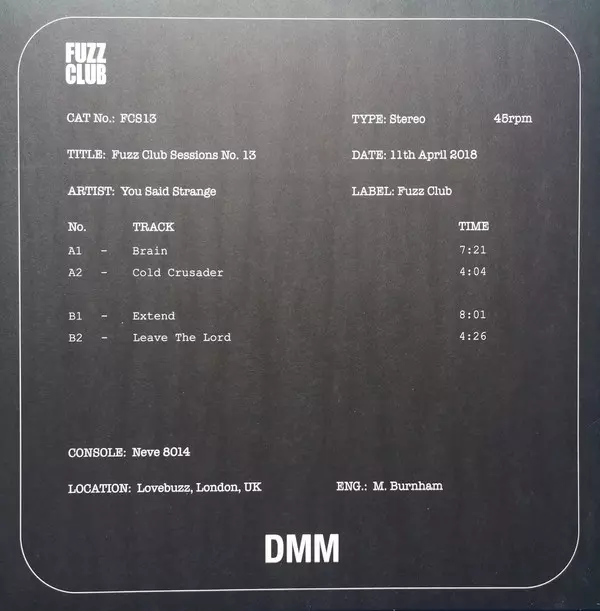 FUZZ
CLUB
CAT No.: FCS13 TYPE: Stereo 45rpm
TITLE: Fuzz Club Sessions No. 13 DATE: 11th April 2018
ARTIST: You Said Strange LABEL: Fuzz Club
No. TRACK TIME
A1 - Brain 7:21
A2 - Cold Crusader 4:04
B1 - Extend 8:01
B2 - Leave The Lord 4:26
CONSOLE: Neve 8014
LOCATION: Lovebuzz, London, UK ENG.: M. Burnham
DMM